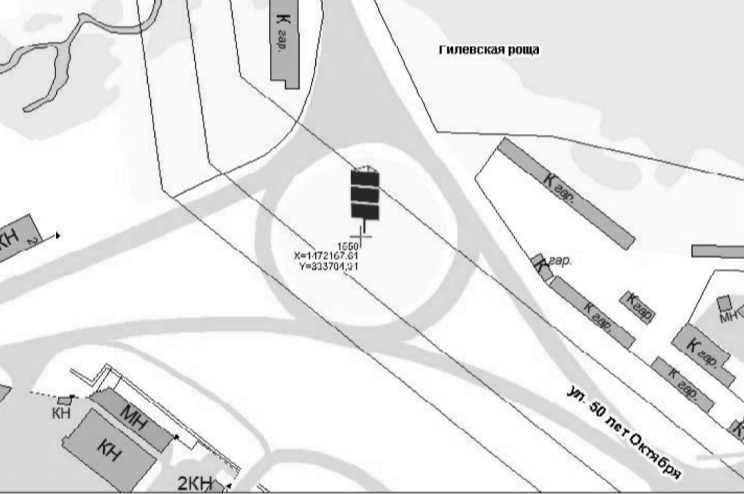 К гар.
Гилевская роща
К гар.
КН
2
1550
X=1472167,61
Y=333704,91
К гар.
К гар.
К гар
МН
К гар.
К гар.
ул. 50 лет Октября
КН
МН
КН
2КН
К